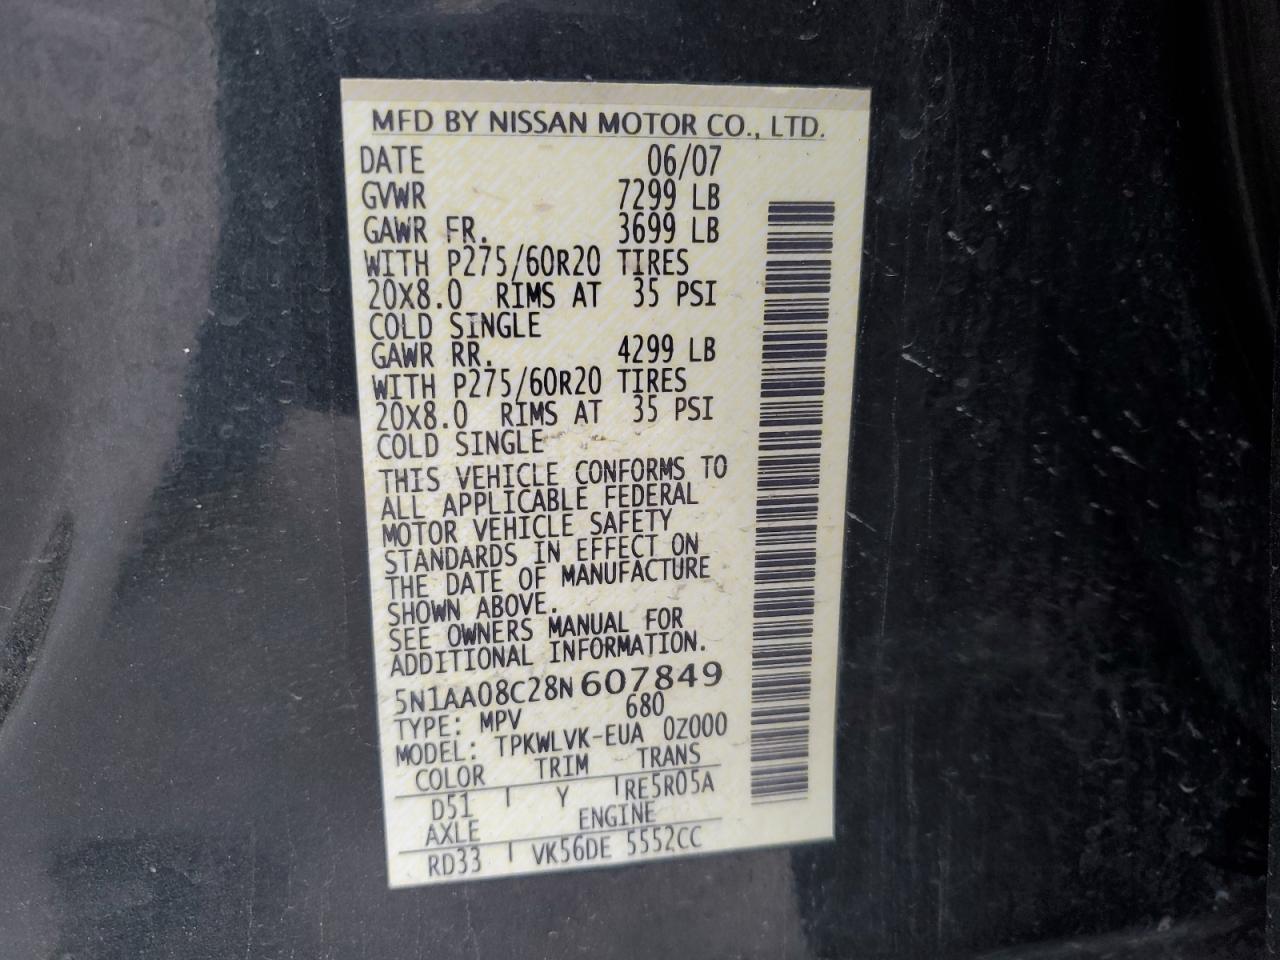 MFD BY NISSAN MOTOR CO., LTD.
DATE 06/07
GVWR 7299 LB
GAWR FR. 3699 LB
WITH P275/60R20 TIRES
20X8.0 RIMS AT 35 PSI
COLD SINGLE
GAWR RR. 4299 LB
WITH P275/60R20 TIRES
20X8.0 RIMS AT 35 PSI
COLD SINGLE
THIS VEHICLE CONFORMS TO
ALL APPLICABLE FEDERAL
MOTOR VEHICLE SAFETY
STANDARDS IN EFFECT ON
THE DATE OF MANUFACTURE
SHOWN ABOVE.
SEE OWNERS MANUAL FOR
ADDITIONAL INFORMATION.
5N1AA08C28N607849
TYPE: MPV 680
MODEL: TPKWLVK-EUA 0Z000
COLOR TRIM TRANS
D51 Y RE5R05A
AXLE ENGINE
RD33 VK56DE 5552CC